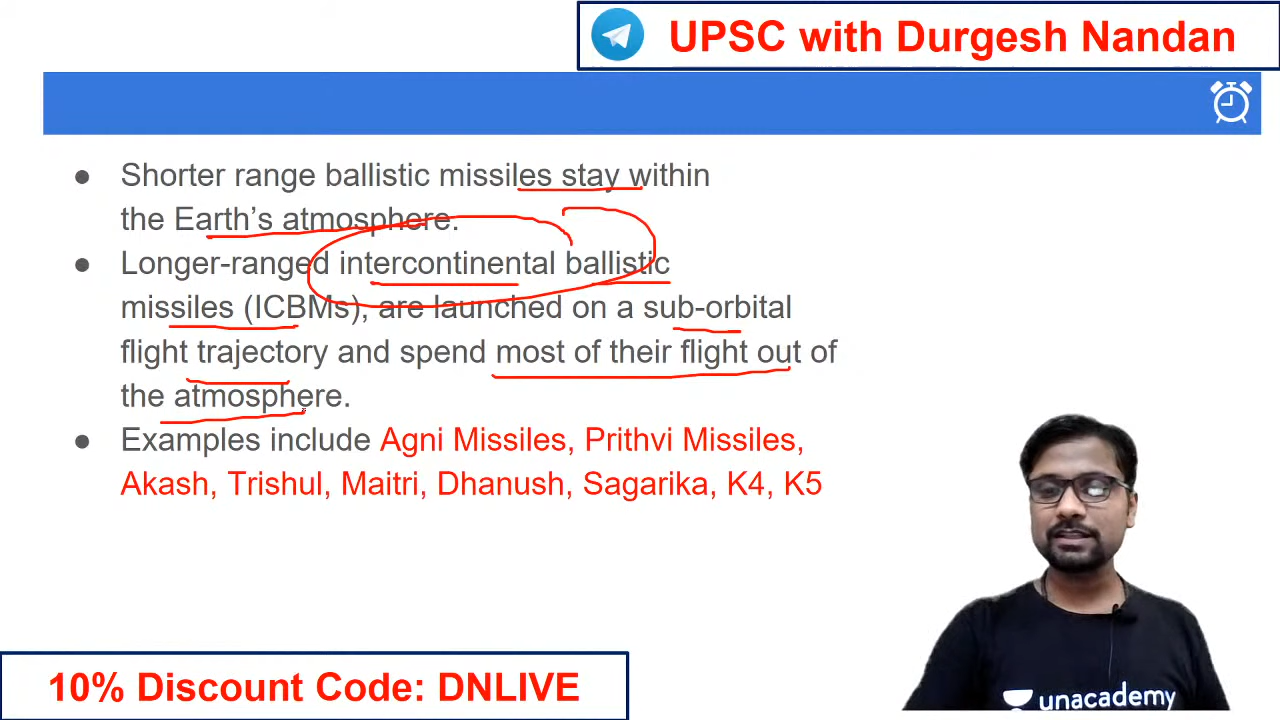 UPSC with Durgesh Nandan
● Shorter range ballistic missiles stay within
the Earth’s atmosphere.
● Longer-ranged intercontinental ballistic
missiles (ICBMs), are launched on a sub-orbital
flight trajectory and spend most of their flight out of
the atmosphere.
● Examples include Agni Missiles, Prithvi Missiles,
Akash, Trishul, Maitri, Dhanush, Sagarika, K4, K5
unacademy
10% Discount Code: DNLIVE